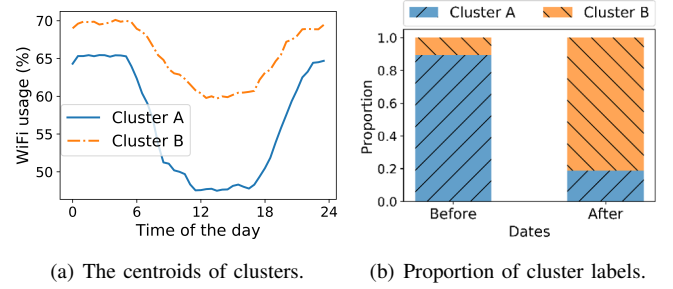 70
65
60
55
50
WiFi usage (%)
Cluster A
Cluster B
0 6 12 18 24
Time of the day
(a) The centroids of clusters.
Cluster A Cluster B
1.0
0.8
0.6
0.4
0.2
0.0
Proportion
Before After
Dates
(b) Proportion of cluster labels.